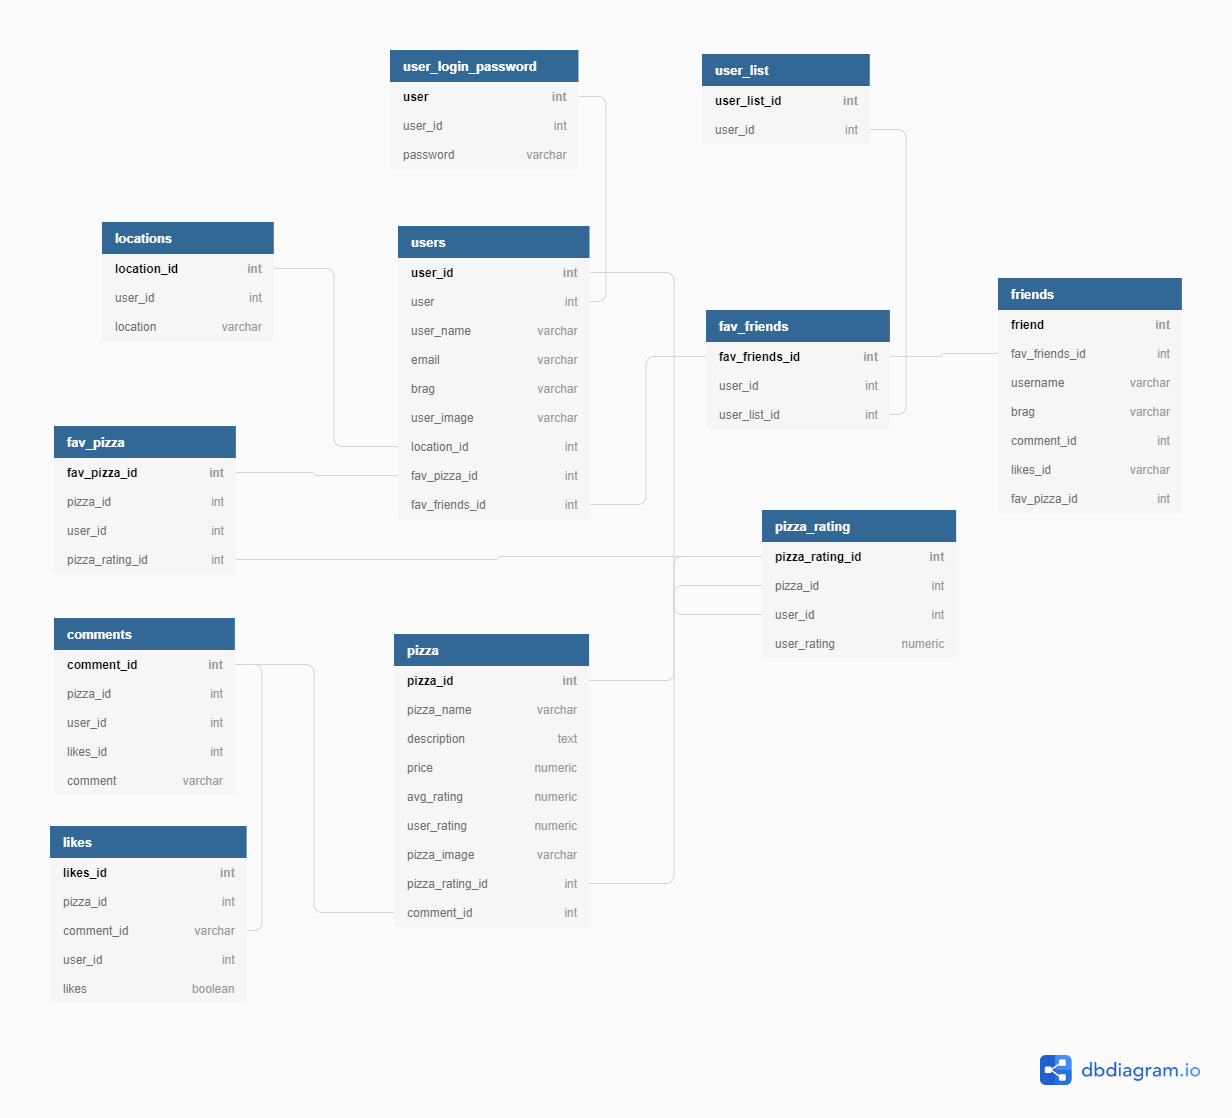 user_login_password
user int
user_id int
password varchar
user_list
user_list_id int
user_id int
locations
location_id int
user_id int
location varchar
users
user_id int
user int
user_name varchar
email varchar
brag varchar
user_image varchar
location_id int
fav_pizza_id int
fav_friends_id int
fav_friends
fav_friends_id int
user_id int
user_list_id int
friends
friend int
fav_friends_id int
username varchar
brag varchar
comment_id int
likes_id varchar
fav_pizza_id int
fav_pizza
fav_pizza_id int
pizza_id int
user_id int
pizza_rating_id int
pizza_rating
pizza_rating_id int
pizza_id int
user_id int
user_rating numeric
comments
comment_id int
pizza_id int
user_id int
likes_id int
comment varchar
pizza
pizza_id int
pizza_name varchar
description text
price numeric
avg_rating numeric
user_rating numeric
pizza_image varchar
pizza_rating_id int
comment_id int
likes
likes_id int
pizza_id int
comment_id varchar
user_id int
likes boolean
dbdiagram.io